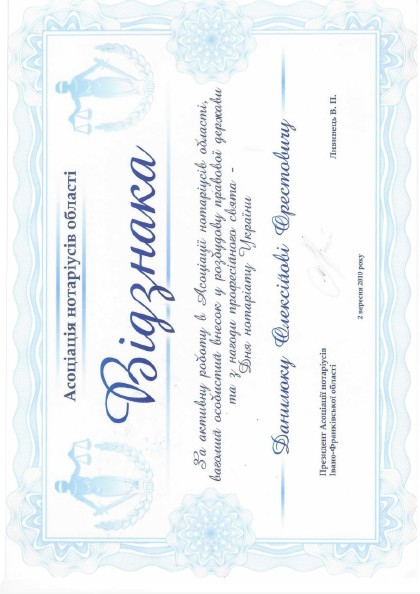 Асоціація нотаріусів області
Відзнака
За активну роботу в Асоціації нотаріусів області,
вагомий особистий внесок у розбудову правової держави
та з нагоди професійного свята -
Дня нотаріату України
Данилюку Олексійові Орестовичу
Президент Асоціації нотаріусів
Івано-Франківської області
Лививець В. П.
2 вересня 2010 року